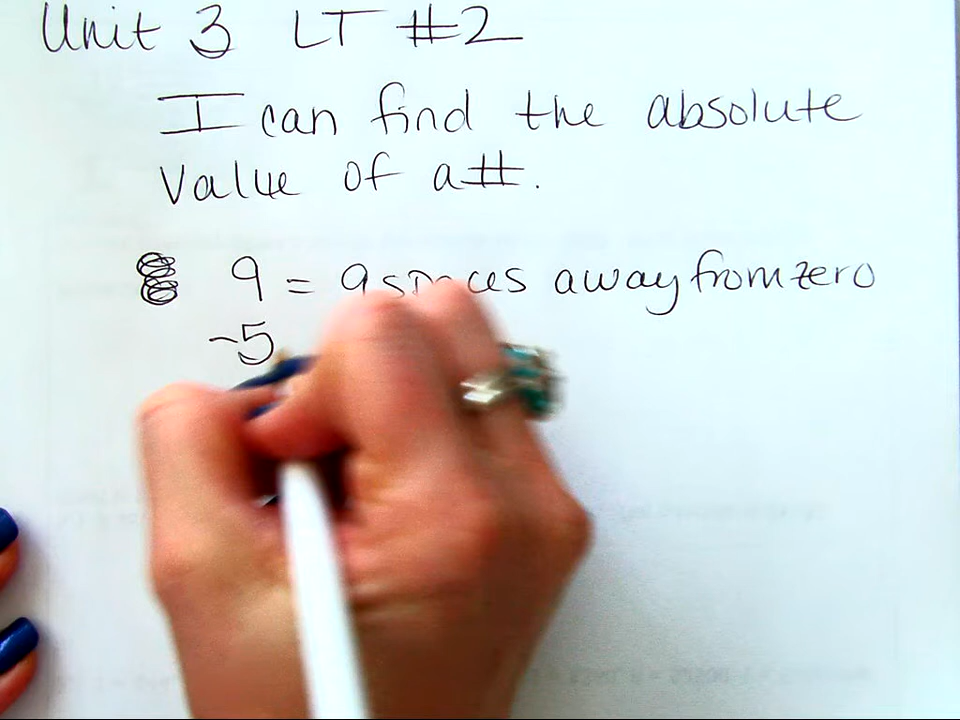 Unit 3 LT #2
I can find the absolute
value of a #.
9 = 9 spaces away from zero
-5